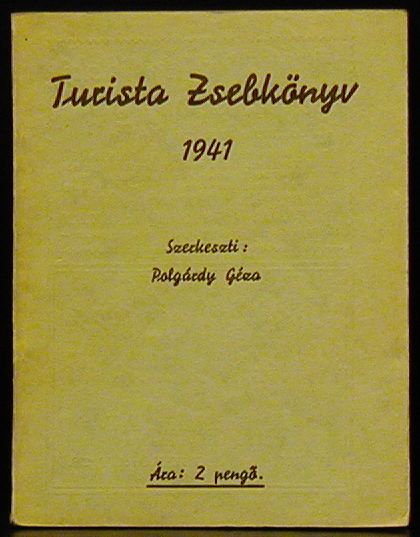 Turista Zsebkönyv
1941
Szerkeszti:
Polgárdy Géza
Ára: 2 pengő.